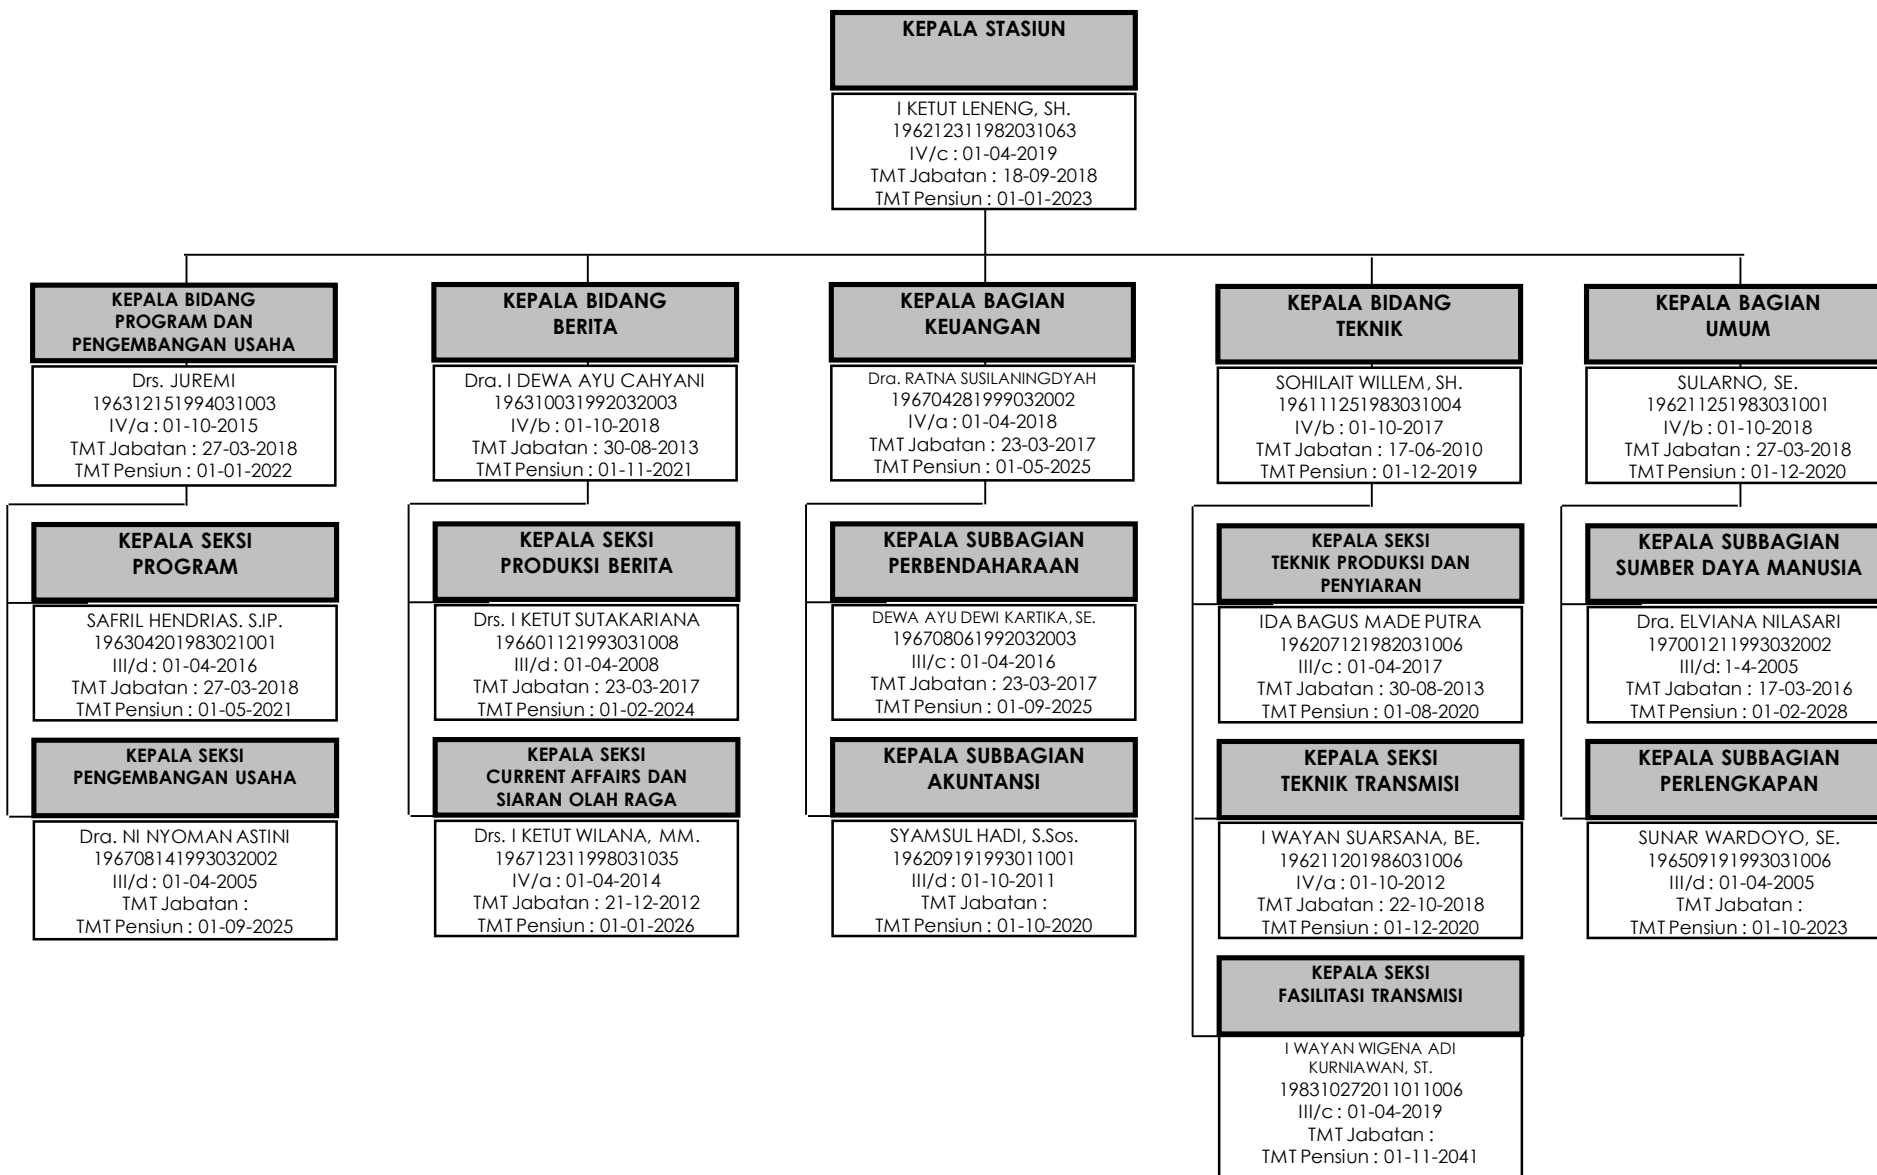 KEPALA STASIUN
I KETUT LENENG, SH.
196212311982031063
IV/c : 01-04-2019
TMT Jabatan : 18-09-2018
TMT Pensiun : 01-01-2023
KEPALA BIDANG
PROGRAM DAN
PENGEMBANGAN USAHA
Drs. JUREMI
196312151994031003
IV/a : 01-10-2015
TMT Jabatan : 27-03-2018
TMT Pensiun : 01-01-2022
KEPALA SEKSI
PROGRAM
SAFRIL HENDRIAS. S.IP.
196304201983021001
III/d : 01-04-2016
TMT Jabatan : 27-03-2018
TMT Pensiun : 01-05-2021
KEPALA SEKSI
PENGEMBANGAN USAHA
Dra. NI NYOMAN ASTINI
196708141993032002
III/d : 01-04-2005
TMT Jabatan :
TMT Pensiun : 01-09-2025
KEPALA BIDANG
BERITA
Dra. I DEWA AYU CAHYANI
196310031992032003
IV/b : 01-10-2018
TMT Jabatan : 30-08-2013
TMT Pensiun : 01-11-2021
KEPALA SEKSI
PRODUKSI BERITA
Drs. I KETUT SUTAKARIANA
196601121993031008
III/d : 01-04-2008
TMT Jabatan : 23-03-2017
TMT Pensiun : 01-02-2024
KEPALA SEKSI
CURRENT AFFAIRS DAN
SIARAN OLAH RAGA
Drs. I KETUT WILANA, MM.
196712311998031035
IV/a : 01-04-2014
TMT Jabatan : 21-12-2012
TMT Pensiun : 01-01-2026
KEPALA BAGIAN
KEUANGAN
Dra. RATNA SUSILANINGDYAH
196704281999032002
IV/a : 01-04-2018
TMT Jabatan : 23-03-2017
TMT Pensiun : 01-05-2025
KEPALA SUBBAGIAN
PERBENDAHARAAN
DEWA AYU DEWI KARTIKA, SE.
196708061992032003
III/c : 01-04-2016
TMT Jabatan : 23-03-2017
TMT Pensiun : 01-09-2025
KEPALA SUBBAGIAN
AKUNTANSI
SYAMSUL HADI, S.Sos.
196209191993011001
III/d : 01-10-2011
TMT Jabatan :
TMT Pensiun : 01-10-2020
KEPALA BIDANG
TEKNIK
SOHILAIT WILLEM, SH.
196111251983031004
IV/b : 01-10-2017
TMT Jabatan : 17-06-2010
TMT Pensiun : 01-12-2019
KEPALA SEKSI
TEKNIK PRODUKSI DAN
PENYIARAN
IDA BAGUS MADE PUTRA
196207121982031006
III/c : 01-04-2017
TMT Jabatan : 30-08-2013
TMT Pensiun : 01-08-2020
KEPALA SEKSI
TEKNIK TRANSMISI
I WAYAN SUARSANA, BE.
196211201986031006
IV/a : 01-10-2012
TMT Jabatan : 22-10-2018
TMT Pensiun : 01-12-2020
KEPALA SEKSI
FASILITASI TRANSMISI
I WAYAN WIGENA ADI
KURNIAWAN, ST.
198310272011011006
III/c : 01-04-2019
TMT Jabatan :
TMT Pensiun : 01-11-2041
KEPALA BAGIAN
UMUM
SULARNO, SE.
196211251983031001
IV/b : 01-10-2018
TMT Jabatan : 27-03-2018
TMT Pensiun : 01-12-2020
KEPALA SUBBAGIAN
SUMBER DAYA MANUSIA
Dra. ELVIANA NILASARI
197001211993032002
III/d: 1-4-2005
TMT Jabatan : 17-03-2016
TMT Pensiun : 01-02-2028
KEPALA SUBBAGIAN
PERLENGKAPAN
SUNAR WARDOYO, SE.
196509191993031006
III/d : 01-04-2005
TMT Jabatan :
TMT Pensiun : 01-10-2023